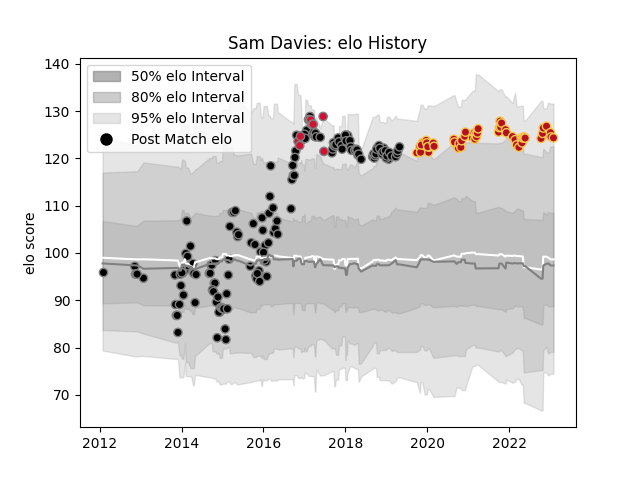 Sam Davies: elo History
140
130
120
110
100
90
80
70
elo score
50% elo Interval
80% elo Interval
95% elo Interval
Post Match elo
2012
2014
2016
2018
2020
2022